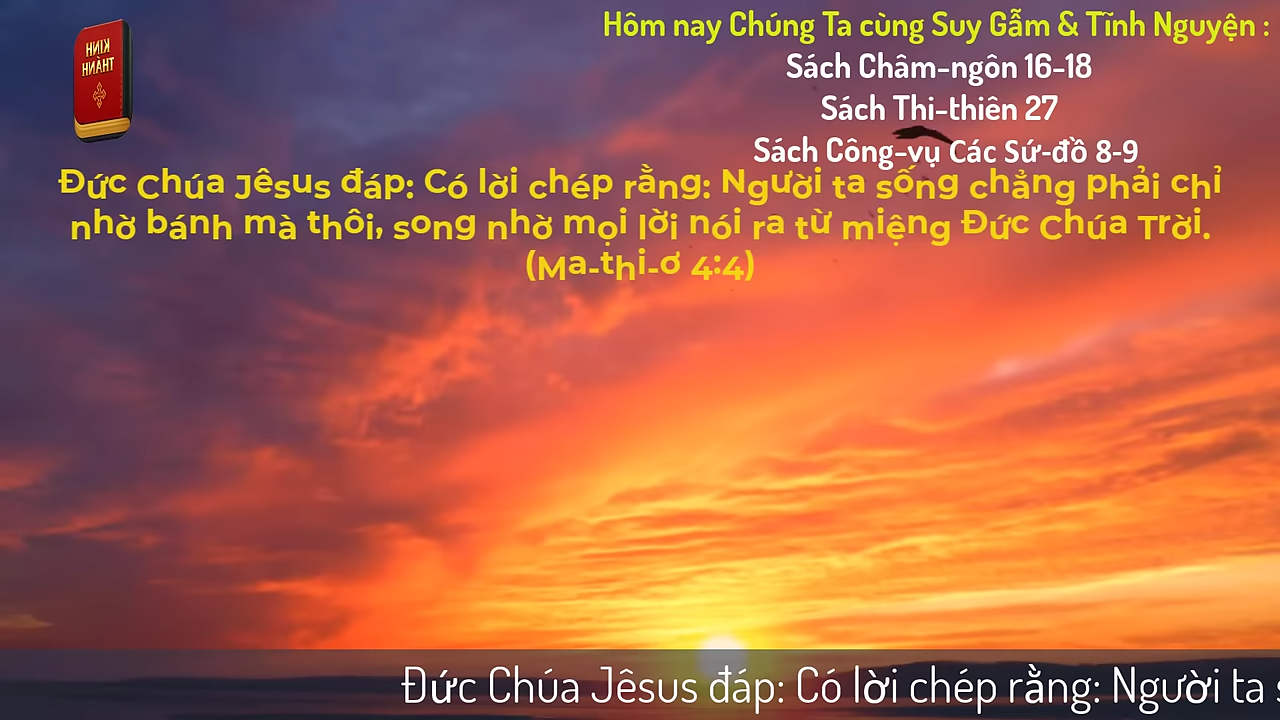 KINH
THÁNH
Hôm nay Chúng Ta cùng Suy Gẫm & Tĩnh Nguyện :
Sách Châm-ngôn 16-18
Sách Thi-thiên 27
Sách Công-vụ Các Sứ-đồ 8-9
Đức Chúa Jêsus đáp: Có lời chép rằng: Người ta sống chẳng phải chỉ
nhờ bánh mà thôi, song nhờ mọi lời nói ra từ miệng Đức Chúa Trời.
(Ma-thi-ơ 4:4)
Đức Chúa Jêsus đáp: Có lời chép rằng: Người ta